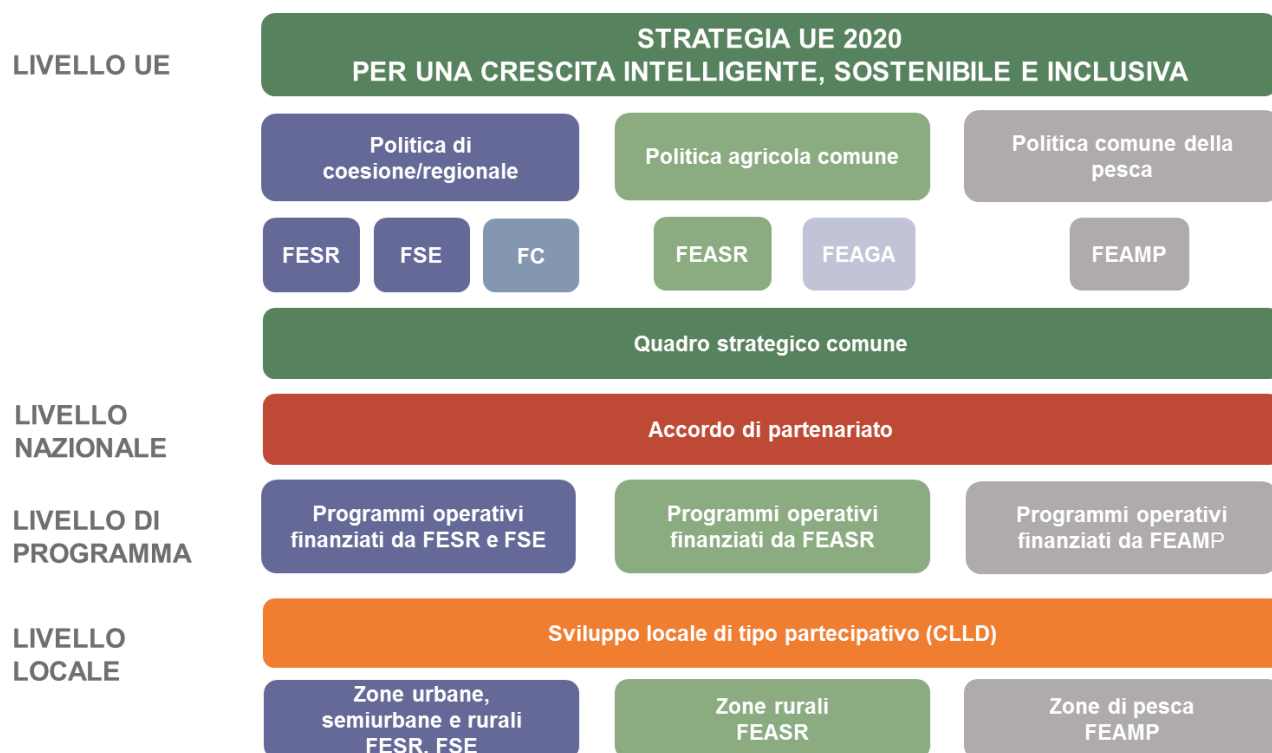 LIVELLO UE
STRATEGIA UE 2020
PER UNA CRESCITA INTELLIGENTE, SOSTENIBILE E INCLUSIVA
Politica di
coesione/regionale
Politica agricola comune
Politica comune della
pesca
FESR
FSE
FC
FEASR
FEAGA
FEAMP
Quadro strategico comune
LIVELLO
NAZIONALE
Accordo di partenariato
LIVELLO DI
PROGRAMMA
Programmi operativi
finanziati da FESR e FSE
Programmi operativi
finanziati da FEASR
Programmi operativi
finanziati da FEAMP
LIVELLO
LOCALE
Sviluppo locale di tipo partecipativo (CLLD)
Zone urbane,
semiurbane e rurali
FESR, FSE
Zone rurali
FEASR
Zone di pesca
FEAMP